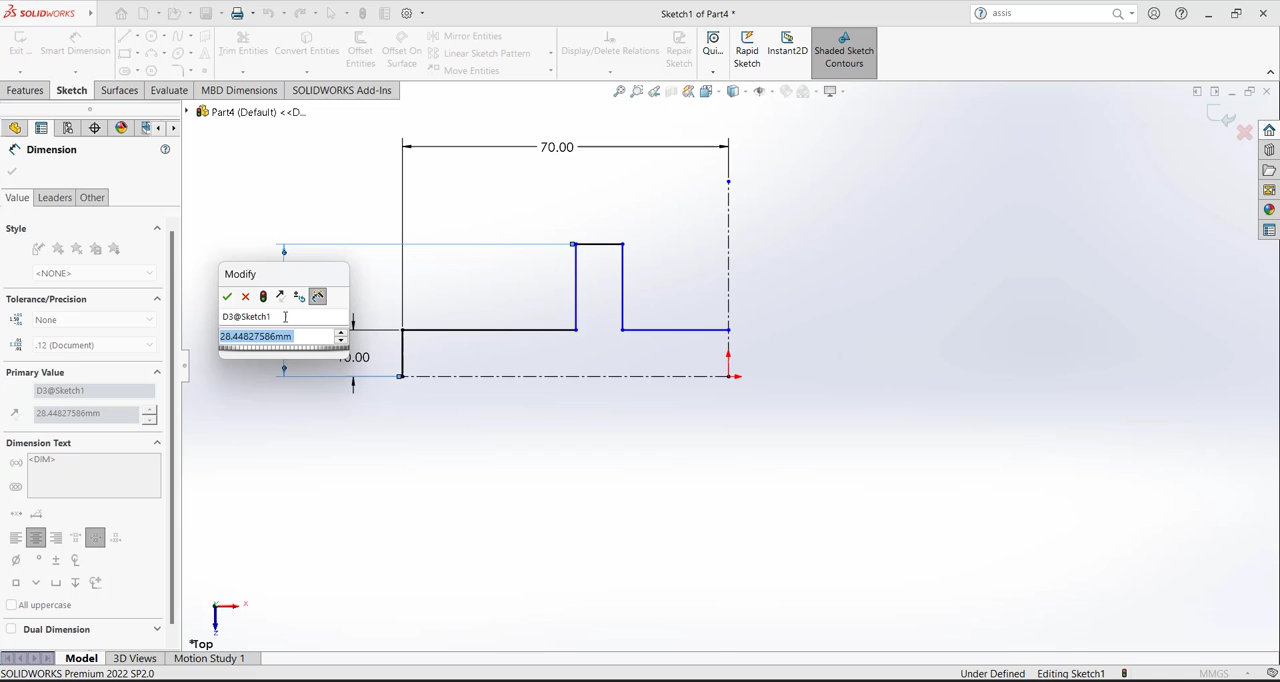 SOLIDWORKS
Sketch1 of Part4 *
assis
Exit ...
Smart Dimension
Trim Entities
Convert Entities
Offset Entities
Offset On Surface
Mirror Entities
Linear Sketch Pattern
Move Entities
Display/Delete Relations
Repair Sketch
Qui...
Rapid Sketch
Instant2D
Shaded Sketch Contours
Features
Sketch
Surfaces
Evaluate
MBD Dimensions
SOLIDWORKS Add-Ins
Part4 (Default) <<D...
Dimension
Value
Leaders
Other
Style
<NONE>
Tolerance/Precision
None
.12 (Document)
Primary Value
D3@Sketch1
28.44827586mm
Dimension Text
<DIM>
All uppercase
Dual Dimension
70.00
Modify
D3@Sketch1
28.44827586mm
10.00
X
Z
*Top
Model
3D Views
Motion Study 1
SOLIDWORKS Premium 2022 SP2.0
Under Defined
Editing Sketch1
MMGS